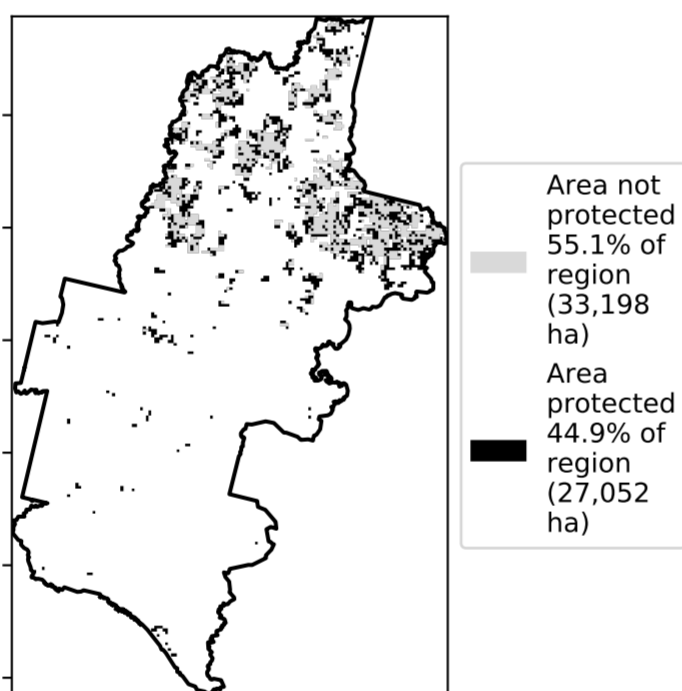 Area not
protected
55.1% of
region
(33,198
ha)
Area
protected
44.9% of
region
(27,052
ha)